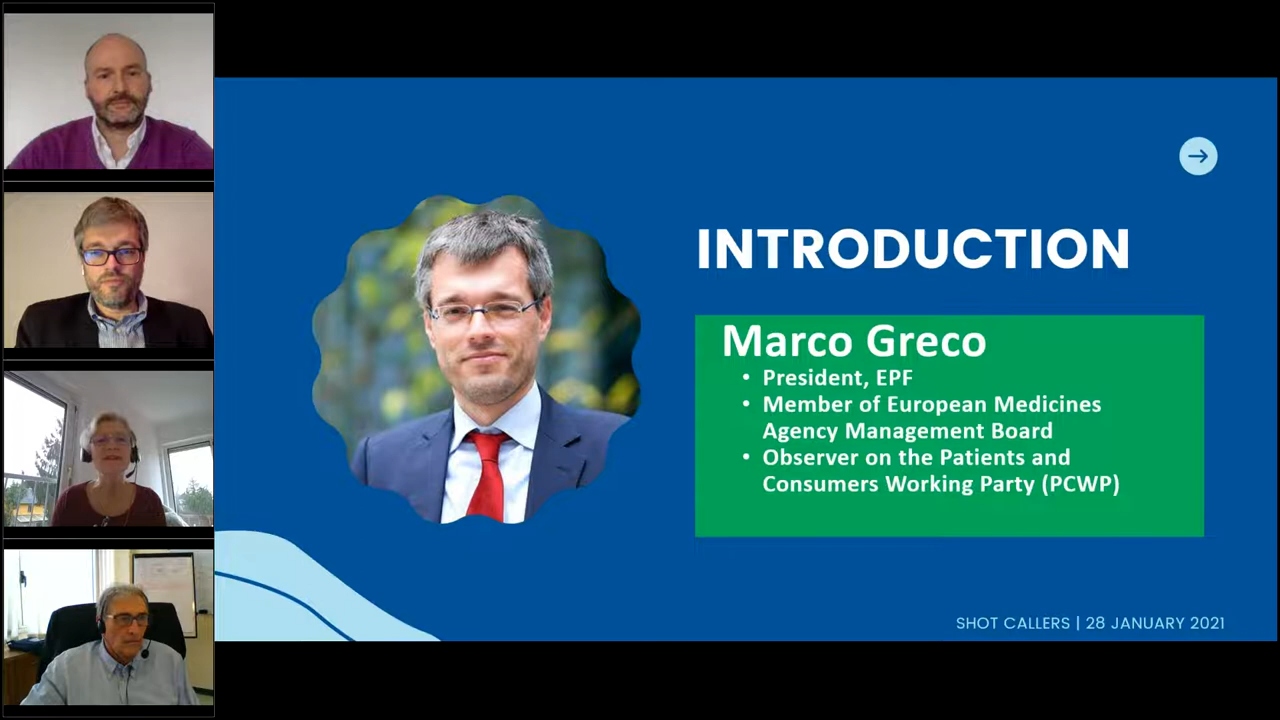 INTRODUCTION
Marco Greco
• President, EPF
• Member of European Medicines
Agency Management Board
• Observer on the Patients and
Consumers Working Party (PCWP)
SHOT CALLERS | 28 JANUARY 2021